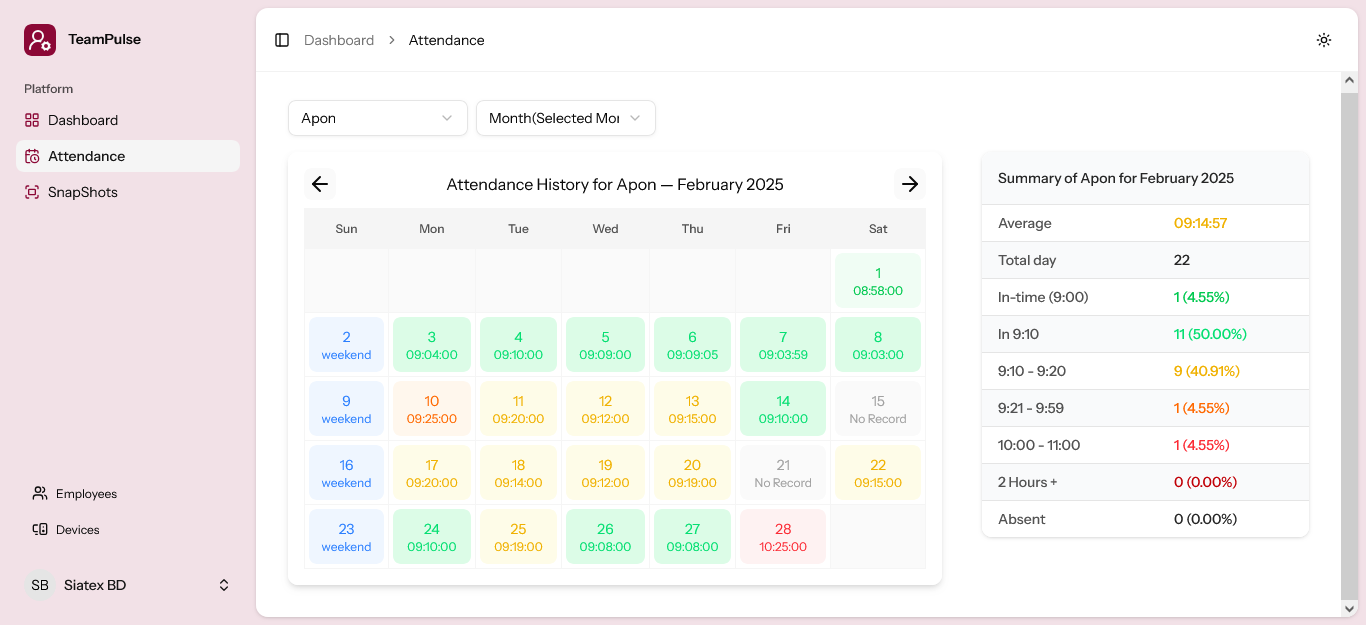 TeamPulse
Platform
Dashboard
Attendance
SnapShots
Employees
Devices
SB Siatex BD
Dashboard > Attendance
Apon
Month(Selected Mor
Attendance History for Apon — February 2025
Sun Mon Tue Wed Thu Fri Sat
1
08:58:00
2 3 4 5 6 7 8
weekend 09:04:00 09:10:00 09:09:00 09:09:05 09:03:59 09:03:00
9 10 11 12 13 14 15
weekend 09:25:00 09:20:00 09:12:00 09:15:00 09:10:00 No Record
16 17 18 19 20 21 22
weekend 09:20:00 09:14:00 09:12:00 09:19:00 No Record 09:15:00
23 24 25 26 27 28
weekend 09:10:00 09:19:00 09:08:00 09:08:00 10:25:00
Summary of Apon for February 2025
Average 09:14:57
Total day 22
In-time (9:00) 1 (4.55%)
In 9:10 11 (50.00%)
9:10 - 9:20 9 (40.91%)
9:21 - 9:59 1 (4.55%)
10:00 - 11:00 1 (4.55%)
2 Hours + 0 (0.00%)
Absent 0 (0.00%)